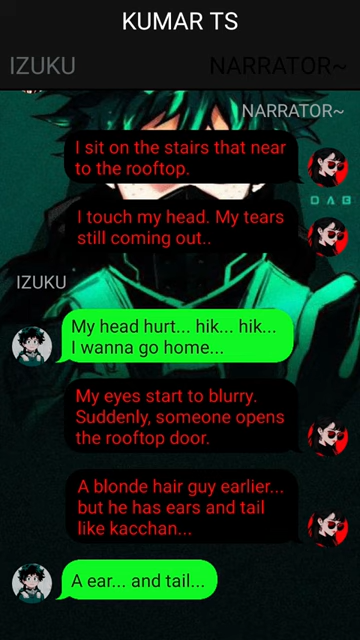 KUMAR TS
IZUKU
NARRATOR~
NARRATOR~
I sit on the stairs that near
to the rooftop.
I touch my head. My tears
still coming out..
IZUKU
My head hurt... hik... hik...
I wanna go home...
My eyes start to blurry.
Suddenly, someone opens
the rooftop door.
A blonde hair guy earlier...
but he has ears and tail
like kacchan...
A ear... and tail...